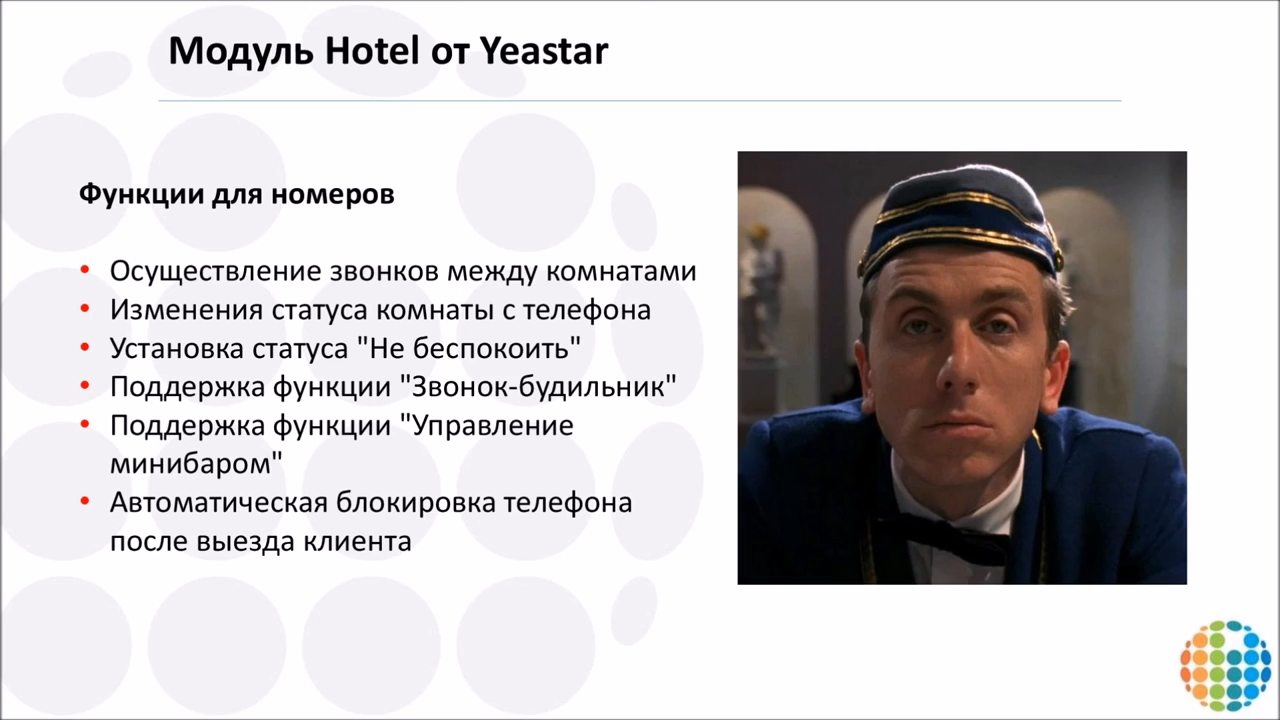 Модуль Hotel от Yeastar
Функции для номеров
• Осуществление звонков между комнатами
• Изменения статуса комнаты с телефона
• Установка статуса "Не беспокоить"
• Поддержка функции "Звонок-будильник"
• Поддержка функции "Управление
минибаром"
• Автоматическая блокировка телефона
после выезда клиента